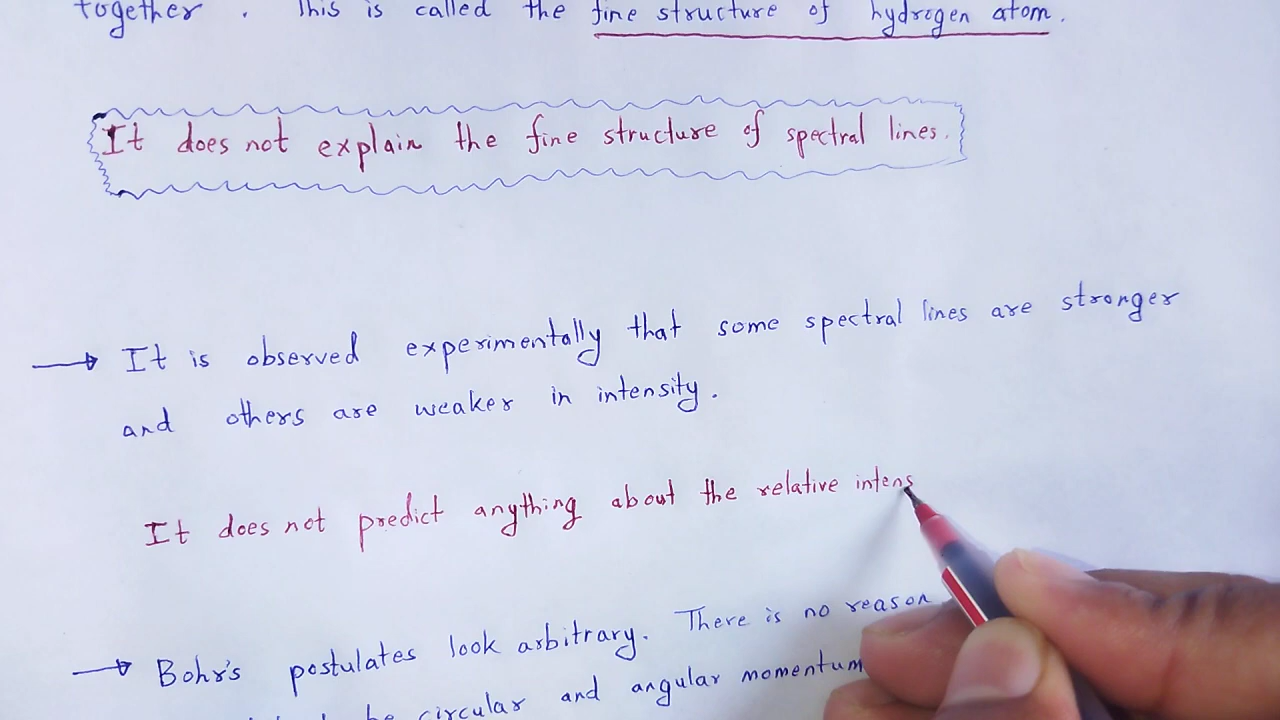 together. This is called the fine structure of hydrogen atom.
It does not explain the fine structure of spectral lines.
It is observed experimentally that some spectral lines are stronger
and others are weaker in intensity.
It does not predict anything about the relative intens
Bohr's postulates look arbitrary. There is no reason
be circular and angular momentum